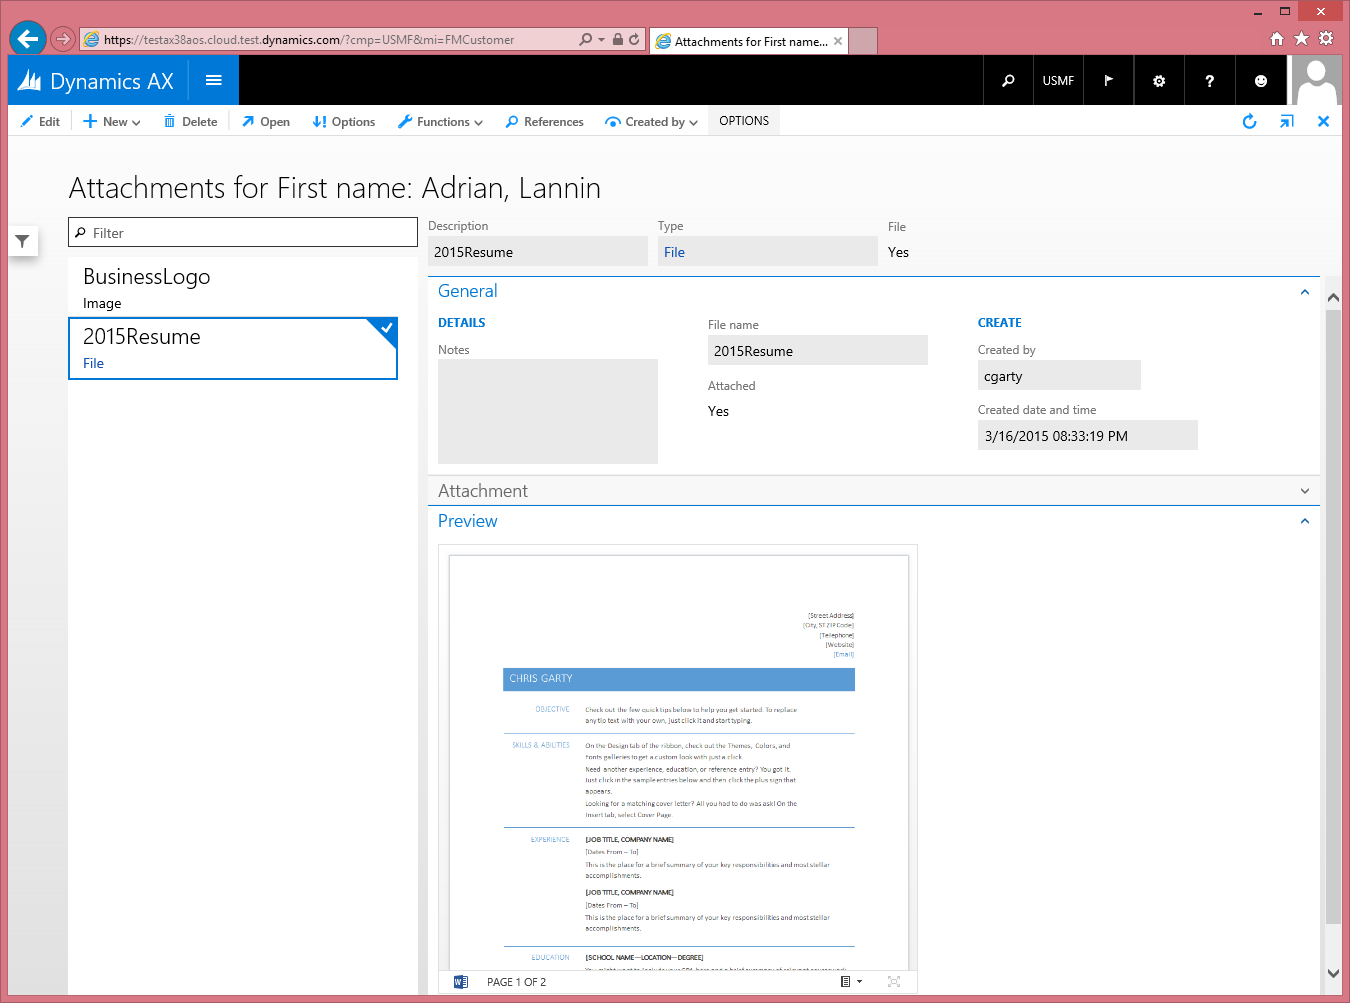 https://testax38aos.cloud.test.dynamics.com/?cmp=USMF&mi=FMCustomer
Attachments for First name...
Dynamics AX
USMF
Edit
New
Delete
Open
Options
Functions
References
Created by
OPTIONS
Attachments for First name: Adrian, Lannin
Filter
BusinessLogo
Image
2015Resume
File
Description
2015Resume
Type
File
File
Yes
General
DETAILS
Notes
File name
2015Resume
Attached
Yes
CREATE
Created by
cgarty
Created date and time
3/16/2015 08:33:19 PM
Attachment
Preview
[Street Address]
[City, ST ZIP Code]
[Telephone]
[Website]
[Email]
CHRIS GARTY
OBJECTIVE
Check out the few quick tips below to help you get started. To replace
any tip text with your own, just click it and start typing.
SKILLS & ABILITIES
On the Design tab of the ribbon, check out the Themes, Colors, and
Fonts galleries to get a custom look with just a click.
Need another experience, education, or reference entry? You got it.
Just click in the sample entries below and then click the plus sign that
appears.
Looking for a matching cover letter? All you had to do was ask! On the
Insert tab, select Cover Page.
EXPERIENCE
[JOB TITLE, COMPANY NAME]
[Dates From – To]
This is the place for a brief summary of your key responsibilities and most stellar
accomplishments.
[JOB TITLE, COMPANY NAME]
[Dates From – To]
This is the place for a brief summary of your key responsibilities and most stellar
accomplishments.
EDUCATION
[SCHOOL NAME—LOCATION—DEGREE]
PAGE 1 OF 2